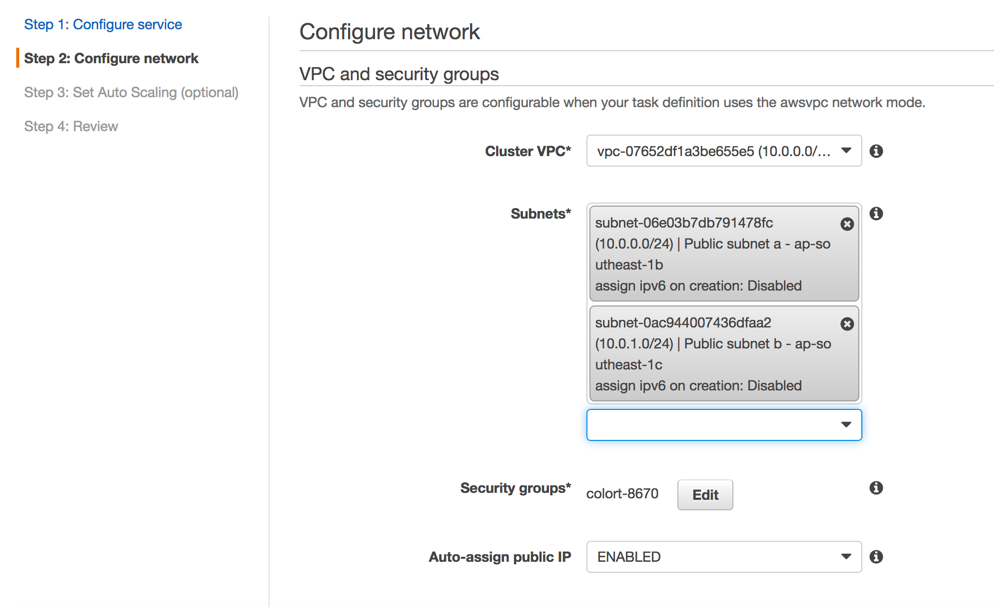 Step 1: Configure service
Step 2: Configure network
Step 3: Set Auto Scaling (optional)
Step 4: Review
Configure network
VPC and security groups
VPC and security groups are configurable when your task definition uses the awsvpc network mode.
Cluster VPC*
vpc-07652df1a3be655e5 (10.0.0.0/...
Subnets*
subnet-06e03b7db791478fc
(10.0.0.0/24) | Public subnet a - ap-so
utheast-1b
assign ipv6 on creation: Disabled
subnet-0ac944007436dfaa2
(10.0.1.0/24) | Public subnet b - ap-so
utheast-1c
assign ipv6 on creation: Disabled
Security groups*
colort-8670
Edit
Auto-assign public IP
ENABLED